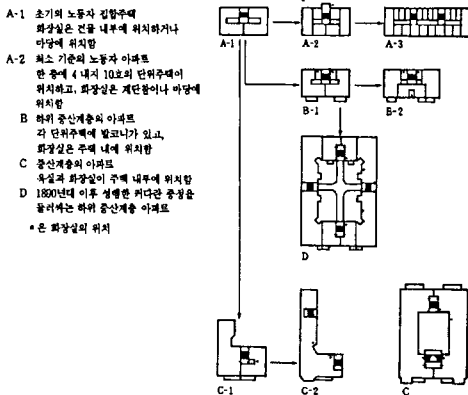 A-1 초기의 노동자 집합주택
화장실은 건물 내부에 위치하거나
마당에 위치함
A-2 최소 기준의 노동자 아파트
한 층에 4 내지 10호의 단위주택이
위치하고, 화장실은 계단참이나 마당에
위치함
B 하위 중산계층의 아파트
각 단위주택에 발코니가 있고,
화장실은 주택 내에 위치함
C 중산계층의 아파트
욕실과 화장실이 주택 내부에 위치함
D 1890년대 이후 성행한 커다란 중정을
둘러싸는 하위 중산계층 아파트
은 화장실의 위치
A-1
A-2
A-3
B-1
B-2
D
C-1
C-2
C